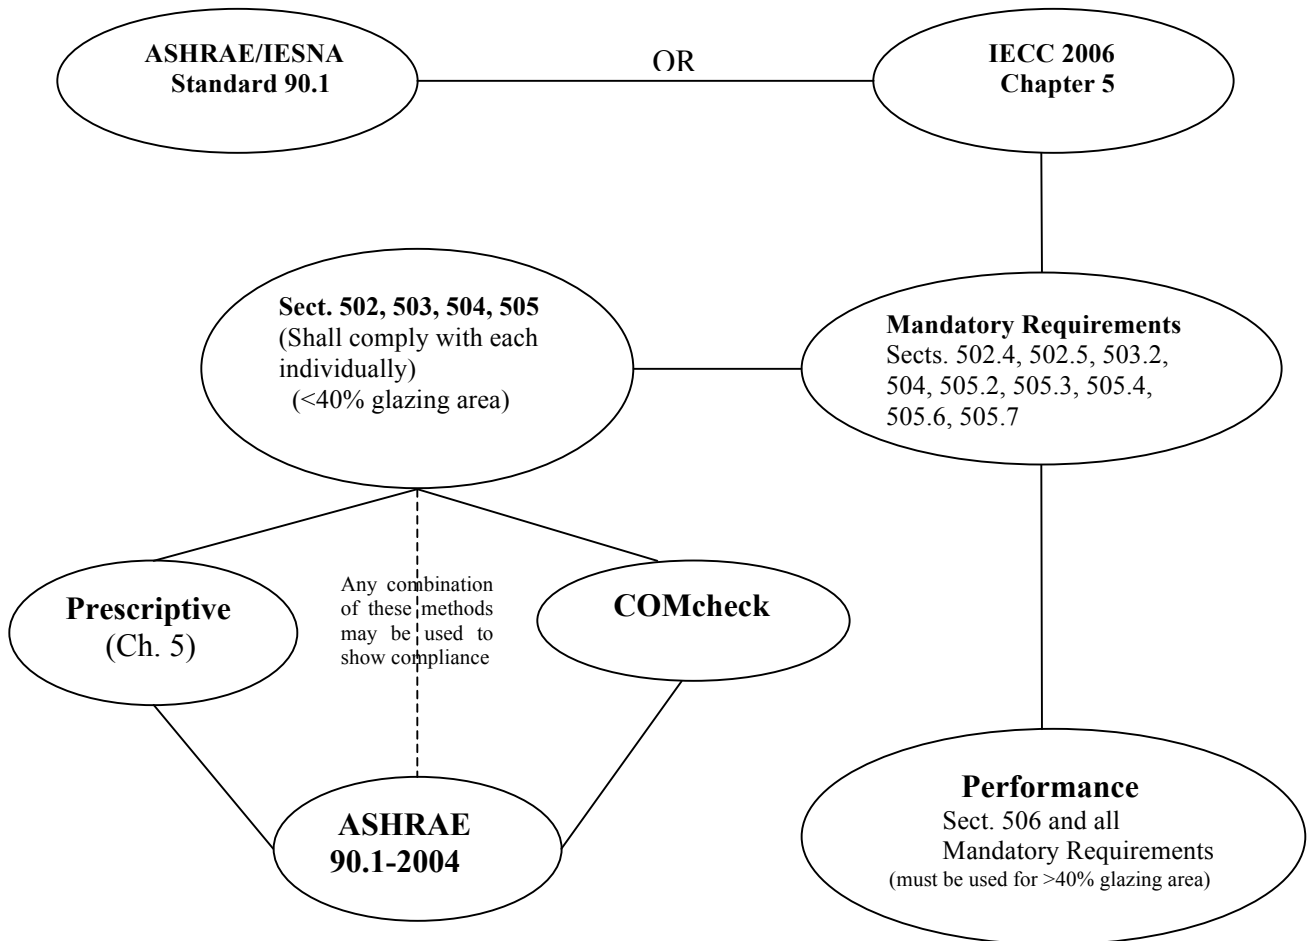 ASHRAE/IESNA
Standard 90.1
OR
IECC 2006
Chapter 5
Sect. 502, 503, 504, 505
(Shall comply with each
individually)
(<40% glazing area)
Mandatory Requirements
Sects. 502.4, 502.5, 503.2,
504, 505.2, 505.3, 505.4,
505.6, 505.7
Prescriptive
(Ch. 5)
Any combination
of these methods
may be used to
show compliance
COMcheck
ASHRAE
90.1-2004
Performance
Sect. 506 and all
Mandatory Requirements
(must be used for >40% glazing area)